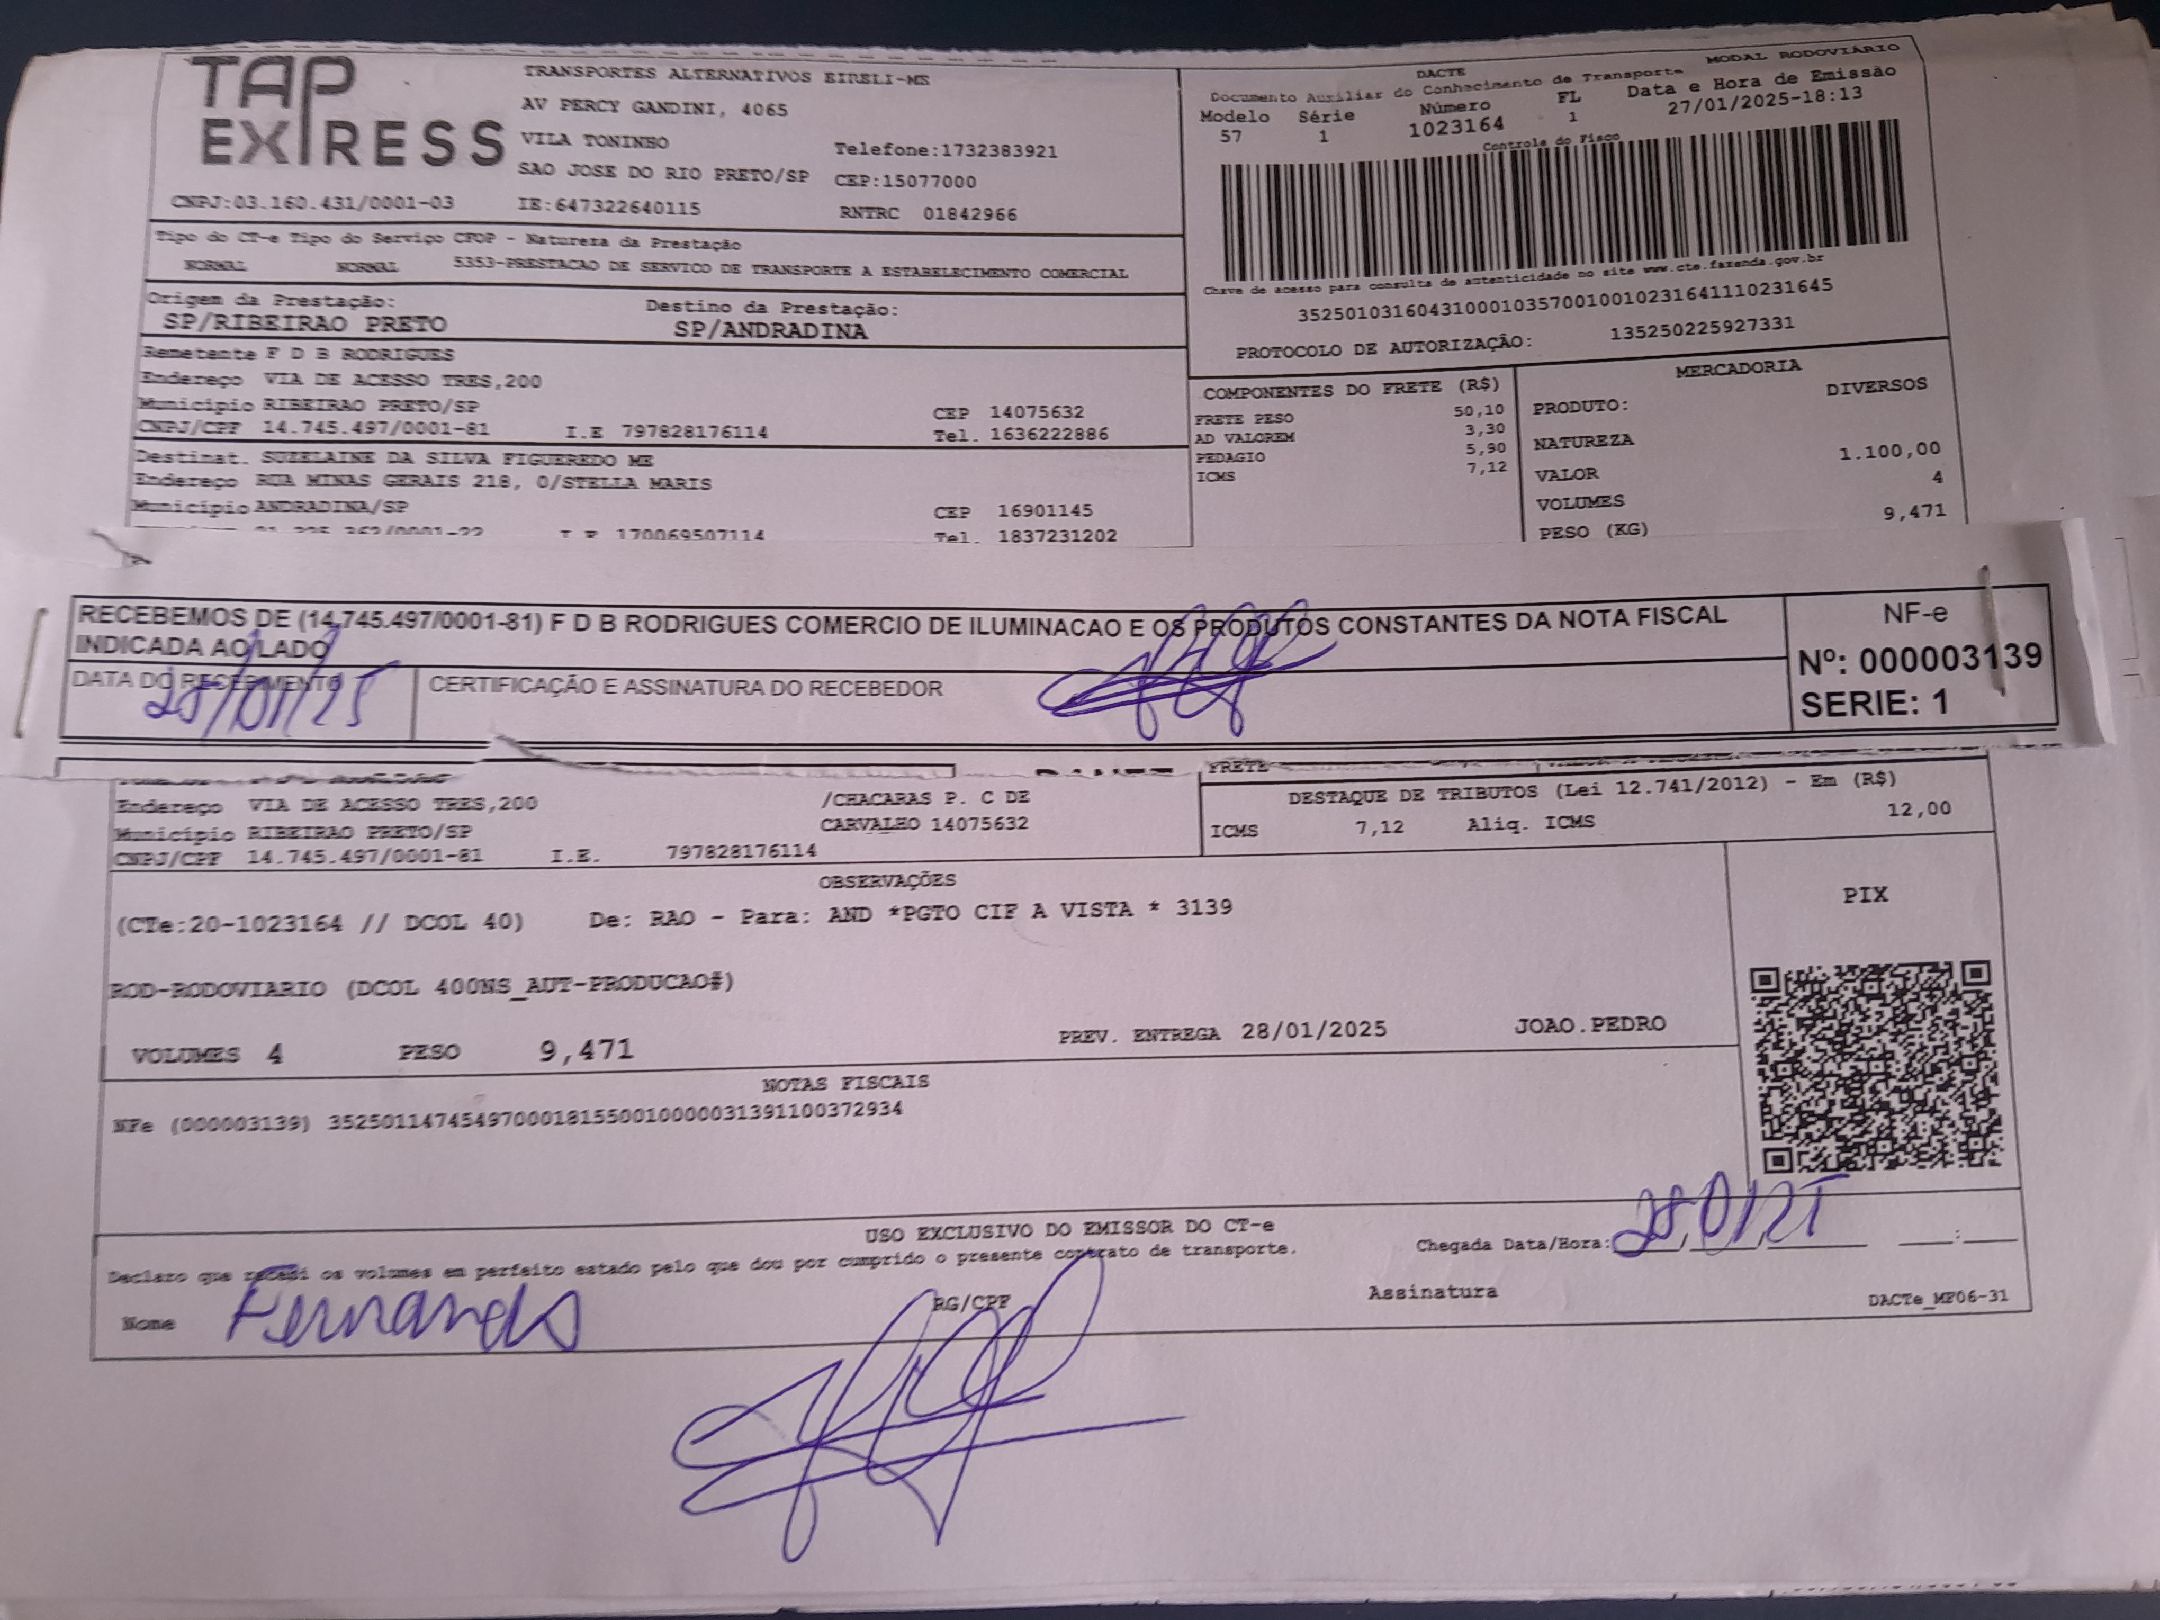 TAP EXPRESS
TRANSPORTES ALTERNATIVOS EIRELI-MS
AV PERCY GANDINI, 4065
VILA TONINHO Telefone:1732383921
SAO JOSE DO RIO PRETO/SP CEP:15077000
CNPJ:03.160.431/0001-03 IE:647322640115 RNTRC 01842966
Tipo do CT-e Tipo do Serviço CFOP - Natureza da Prestação
NORMAL NORMAL 5353-PRESTACAO DE SERVICO DE TRANSPORTE A ESTABELECIMENTO COMERCIAL
Origem da Prestação: Destino da Prestação:
SP/RIBEIRAO PRETO SP/ANDRADINA
Remetente F D B RODRIGUES
Endereço VIA DE ACESSO TRES,200
Município RIBEIRAO PRETO/SP CEP 14075632
CNPJ/CPF 14.745.497/0001-81 I.E 797828176114 Tel. 1636222886
Destinat. SUZELAINE DA SILVA FIGUEREDO ME
Endereço RUA MINAS GERAIS 218, 0/STELLA MARIS
Município ANDRADINA/SP CEP 16901145
I.E 170069507114 Tel. 1837231202
DACTE MODAL RODOVIÁRIO
Documento Auxiliar do Conhecimento de Transporte
Modelo Série Número FL Data e Hora de Emissão
57 1 1023164 1 27/01/2025-18:13
Controle do Fisco
Chave de acesso para consulta de autenticidade no site www.cte.fazenda.gov.br
35250103160431000103570010010231641110231645
PROTOCOLO DE AUTORIZAÇÃO: 135250225927331
COMPONENTES DO FRETE (R$)
FRETE PESO 50,10
AD VALOREM 3,30
PEDAGIO 5,90
ICMS 7,12
MERCADORIA
PRODUTO: DIVERSOS
NATUREZA
VALOR 1.100,00
VOLUMES 4
PESO (KG) 9,471
RECEBEMOS DE (14.745.497/0001-81) F D B RODRIGUES COMERCIO DE ILUMINACAO E OS PRODUTOS CONSTANTES DA NOTA FISCAL
INDICADA AO LADO
DATA DO RECEBIMENTO CERTIFICAÇÃO E ASSINATURA DO RECEBEDOR
28/01/25
NF-e
Nº: 000003139
SERIE: 1
FRETE
Endereço VIA DE ACESSO TRES,200 /CHACARAS P. C DE
Município RIBEIRAO PRETO/SP CARVALHO 14075632
CNPJ/CPF 14.745.497/0001-81 I.E. 797828176114
DESTAQUE DE TRIBUTOS (Lei 12.741/2012) - Em (R$)
ICMS 7,12 Aliq. ICMS 12,00
OBSERVAÇÕES
(CTe:20-1023164 // DCOL 40) De: RAO - Para: AND *PGTO CIF A VISTA * 3139
ROD-RODOVIARIO (DCOL 400NS_AUT-PRODUCAO#)
VOLUMES 4 PESO 9,471 PREV. ENTREGA 28/01/2025 JOAO.PEDRO
PIX
NOTAS FISCAIS
NFe (000003139) 35250114745497000181550010000031391100372934
USO EXCLUSIVO DO EMISSOR DO CT-e
Declaro que recebi os volumes em perfeito estado pelo que dou por cumprido o presente contrato de transporte.
Chegada Data/Hora: 28/01/25
Nome Fernando RG/CPF Assinatura
DACTe_MF06-31